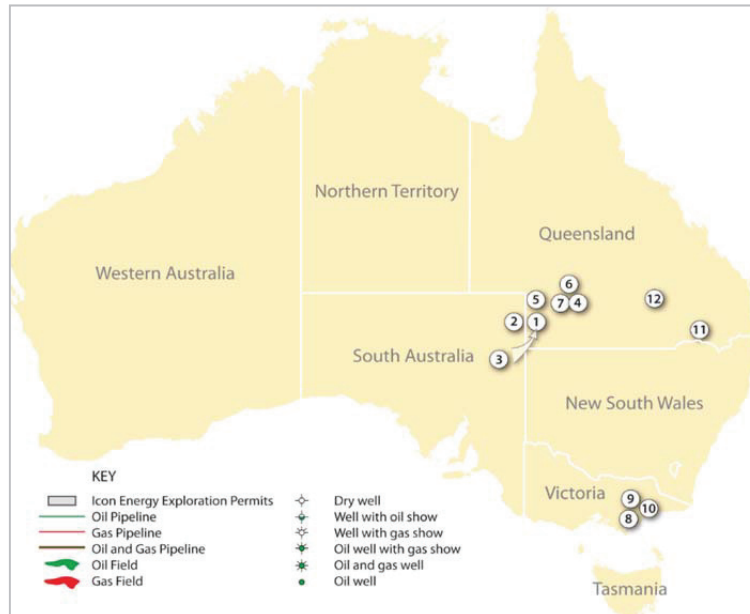 Northern Territory
Queensland
Western Australia
6
5
7
4
12
2
1
11
South Australia
3
New South Wales
KEY
Icon Energy Exploration Permits
Oil Pipeline
Gas Pipeline
Oil and Gas Pipeline
Oil Field
Gas Field
Dry well
Well with oil show
Well with gas show
Oil well with gas show
Oil and gas well
Oil well
Victoria
9
10
8
Tasmania